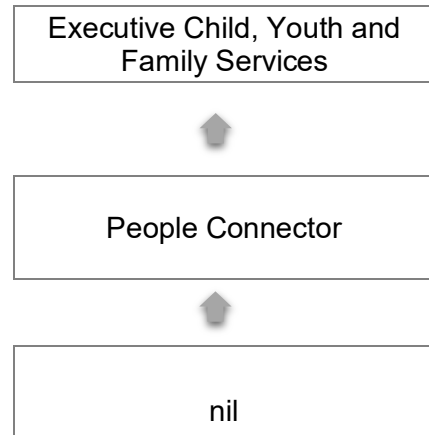 Executive Child, Youth and
Family Services
People Connector
nil